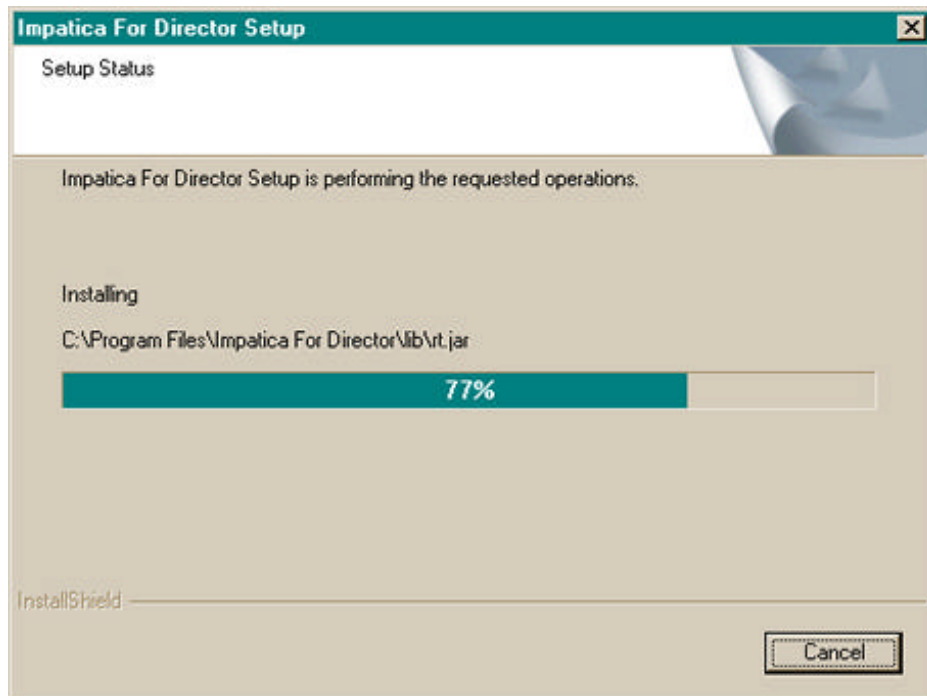 Impatica For Director Setup
Setup Status
Impatica For Director Setup is performing the requested operations.
Installing
C:\Program Files\Impatica For Director\lib\rt.jar
77%
InstallShield
Cancel